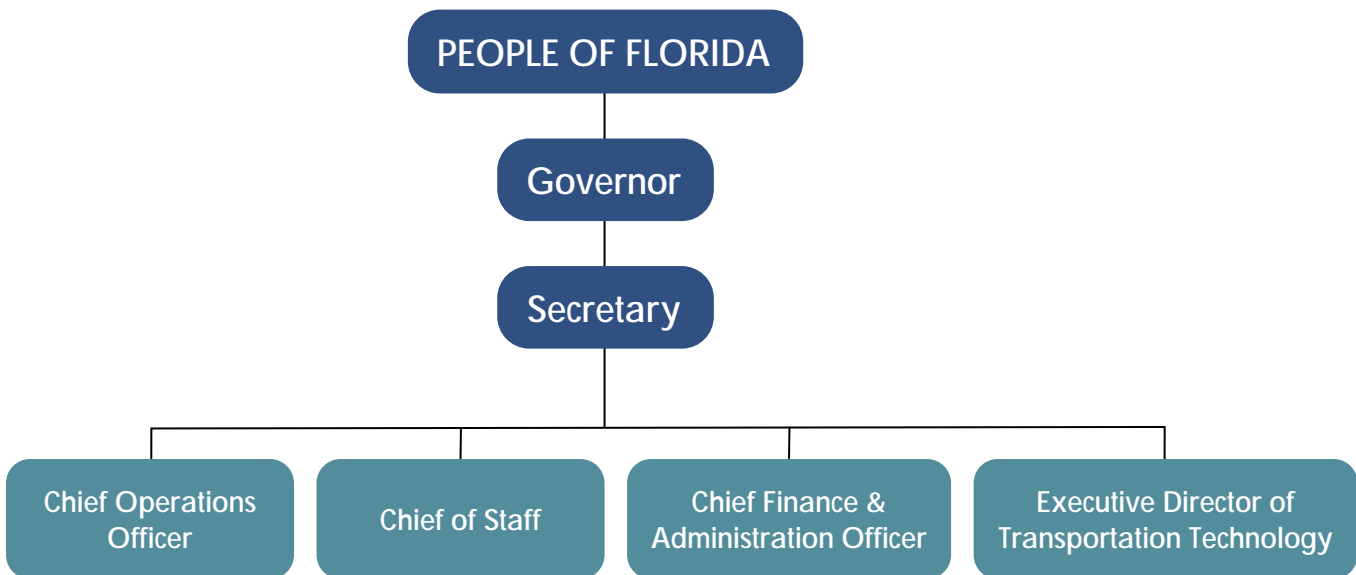 PEOPLE OF FLORIDA
Governor
Secretary
Chief Operations
Officer
Chief of Staff
Chief Finance &
Administration Officer
Executive Director of
Transportation Technology